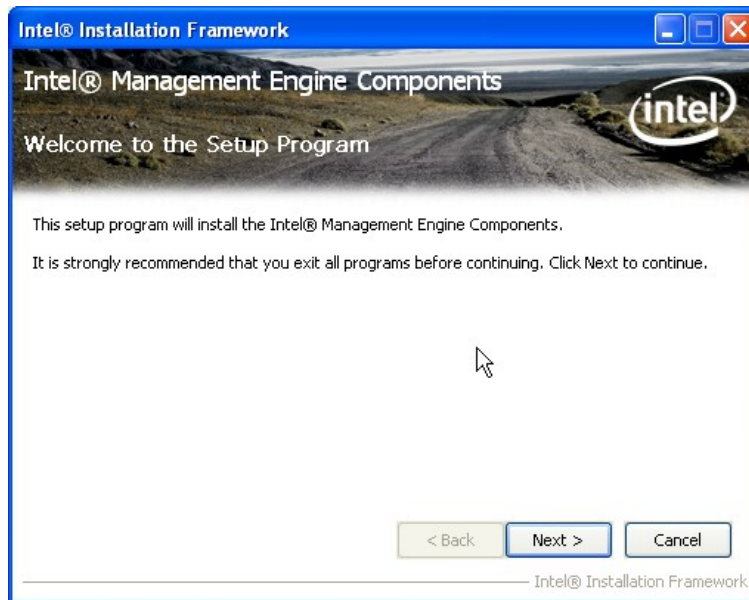 Intel® Installation Framework
Intel® Management Engine Components
intel
Welcome to the Setup Program
This setup program will install the Intel® Management Engine Components.
It is strongly recommended that you exit all programs before continuing. Click Next to continue.
< Back Next > Cancel
Intel® Installation Framework